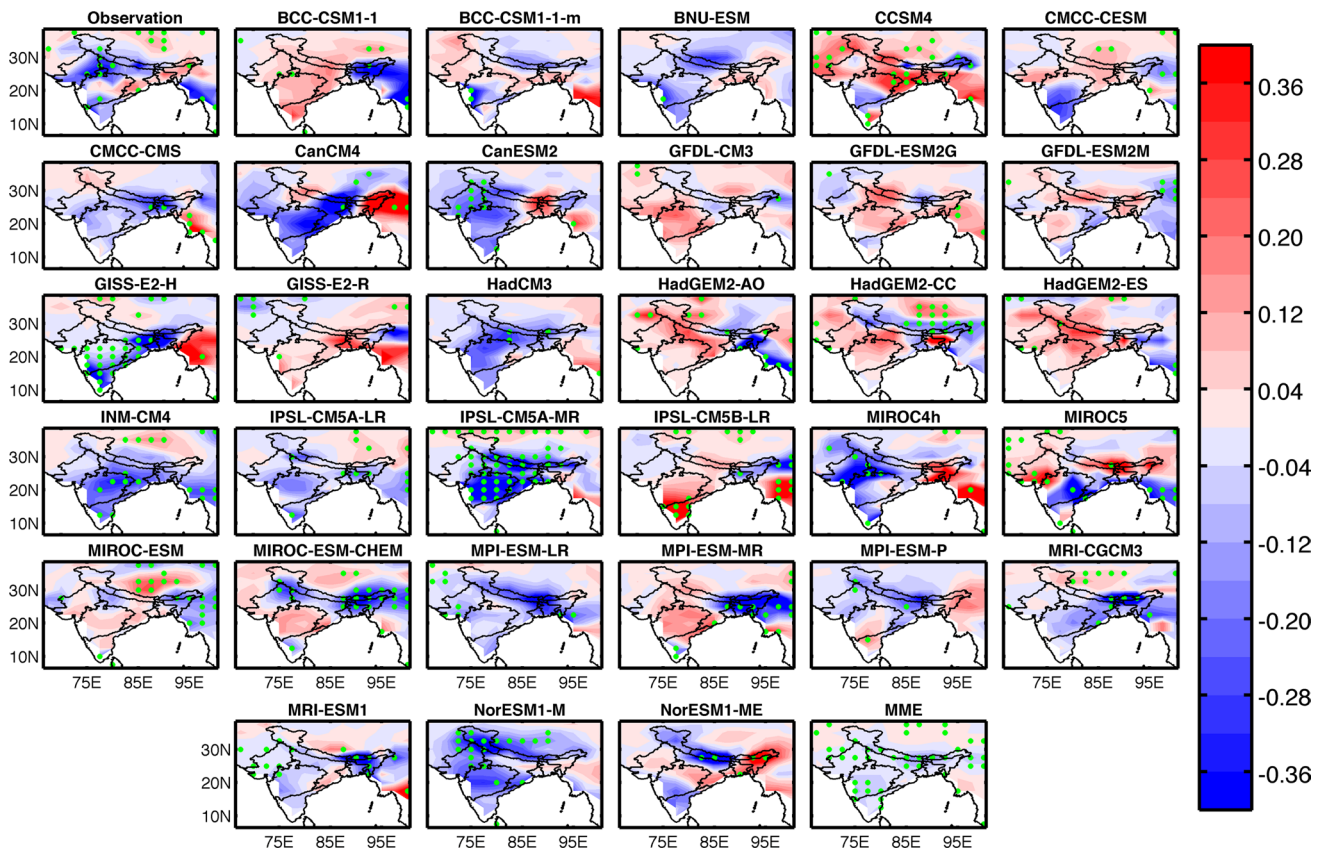 Observation BCC-CSM1-1 BCC-CSM1-1-m BNU-ESM CCSM4 CMCC-CESM
30N
20N
10N
CMCC-CMS CanCM4 CanESM2 GFDL-CM3 GFDL-ESM2G GFDL-ESM2M
30N
20N
10N
GISS-E2-H GISS-E2-R HadCM3 HadGEM2-AO HadGEM2-CC HadGEM2-ES
30N
20N
10N
INM-CM4 IPSL-CM5A-LR IPSL-CM5A-MR IPSL-CM5B-LR MIROC4h MIROC5
30N
20N
10N
MIROC-ESM MIROC-ESM-CHEM MPI-ESM-LR MPI-ESM-MR MPI-ESM-P MRI-CGCM3
30N
20N
10N
75E 85E 95E 75E 85E 95E 75E 85E 95E 75E 85E 95E 75E 85E 95E 75E 85E 95E
MRI-ESM1 NorESM1-M NorESM1-ME MME
30N
20N
10N
75E 85E 95E 75E 85E 95E 75E 85E 95E 75E 85E 95E
0.36
0.28
0.20
0.12
0.04
-0.04
-0.12
-0.20
-0.28
-0.36